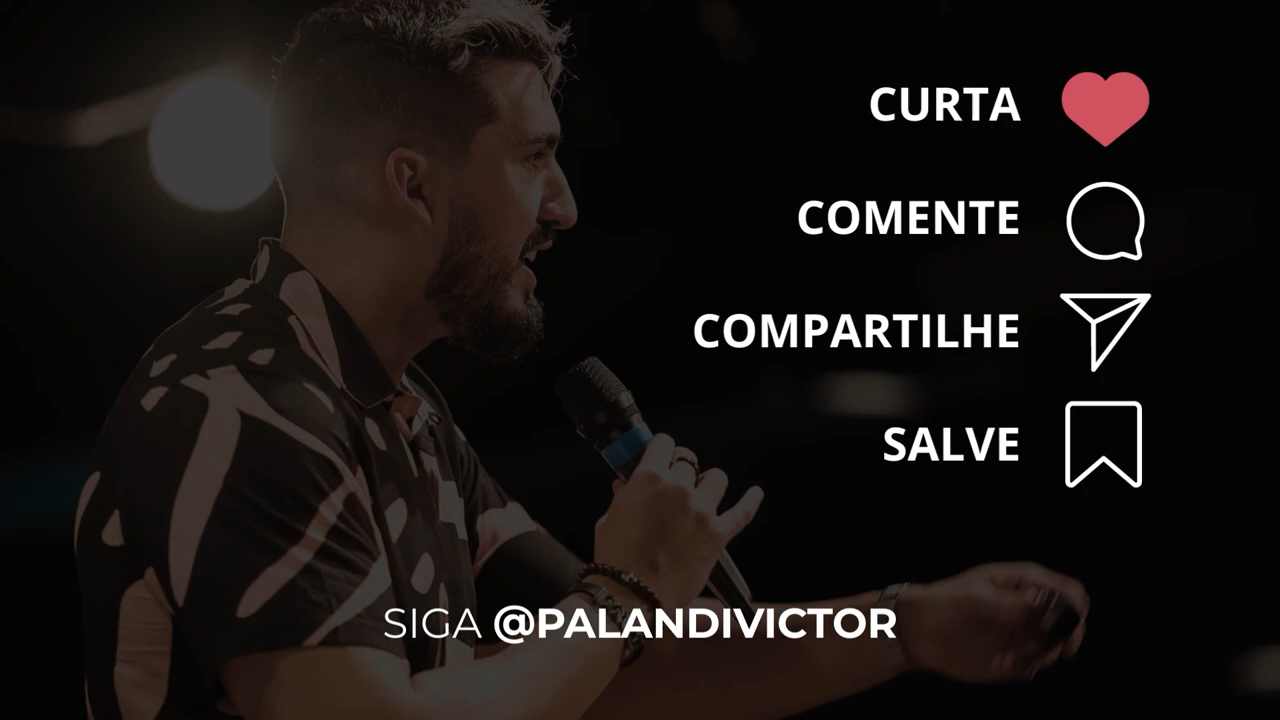 CURTA
COMENTE
COMPARTILHE
SALVE
SIGA @PALANDIVICTOR